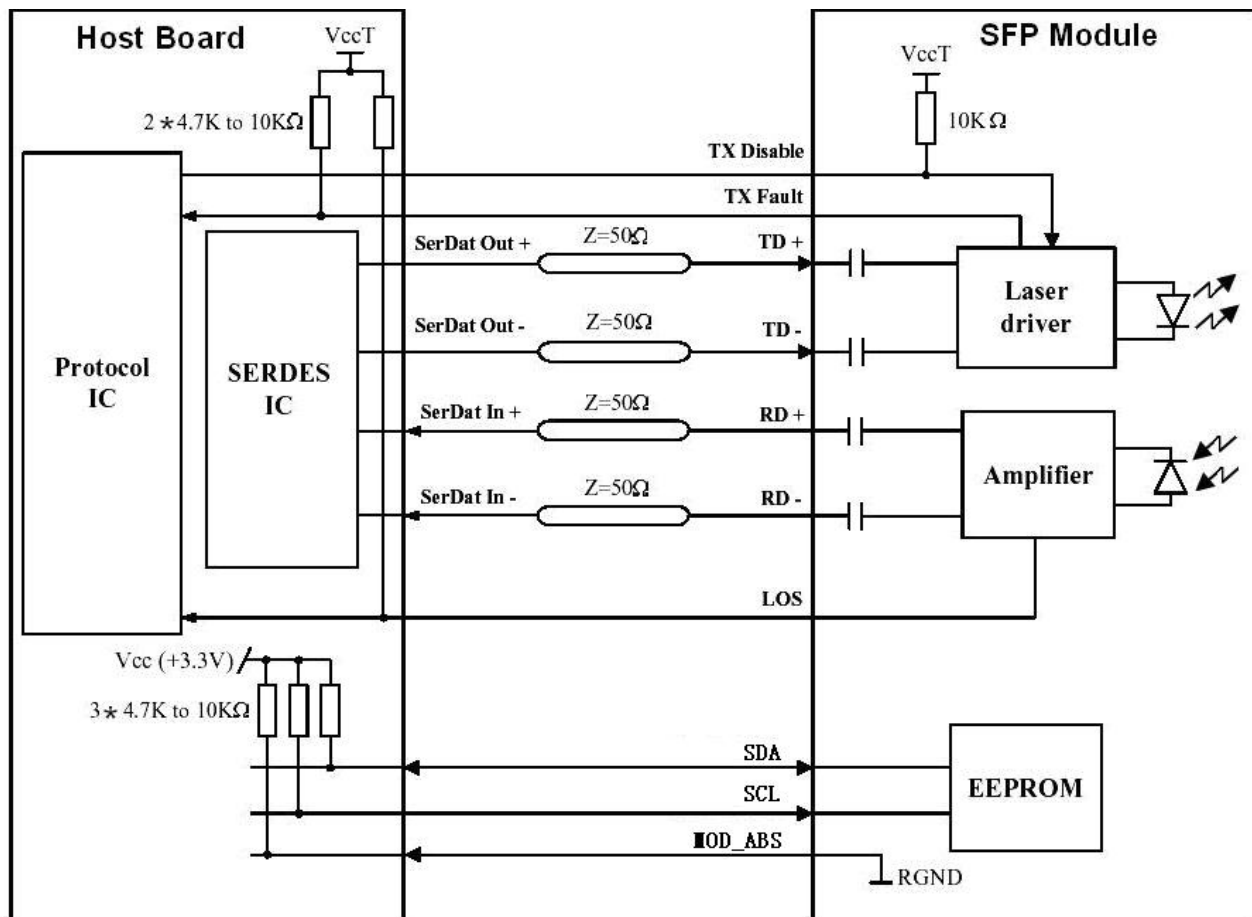 Host Board
SFP Module
VccT
VccT
2*4.7K to 10KΩ
10KΩ
TX Disable
TX Fault
SerDat Out +
Z=50Ω
TD +
SerDat Out -
Z=50Ω
TD -
Laser
driver
Protocol
IC
SERDES
IC
SerDat In +
Z=50Ω
RD +
SerDat In -
Z=50Ω
RD -
Amplifier
LOS
Vcc (+3.3V)
3*4.7K to 10KΩ
SDA
SCL
MOD_ABS
EEPROM
RGND